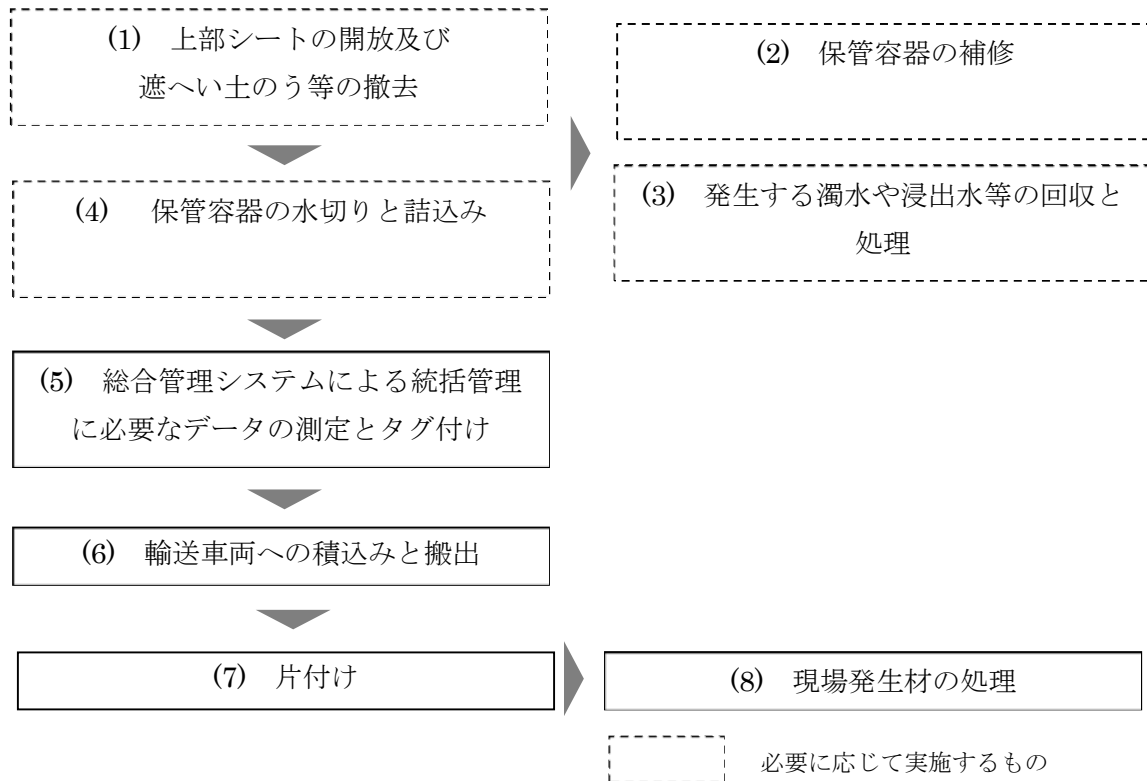 (1) 上部シートの開放及び
遮へい土のう等の撤去
(2) 保管容器の補修
(3) 発生する濁水や浸出水等の回収と
処理
(4) 保管容器の水切りと詰込み
(5) 総合管理システムによる統括管理
に必要なデータの測定とタグ付け
(6) 輸送車両への積込みと搬出
(7) 片付け
(8) 現場発生材の処理
必要に応じて実施するもの